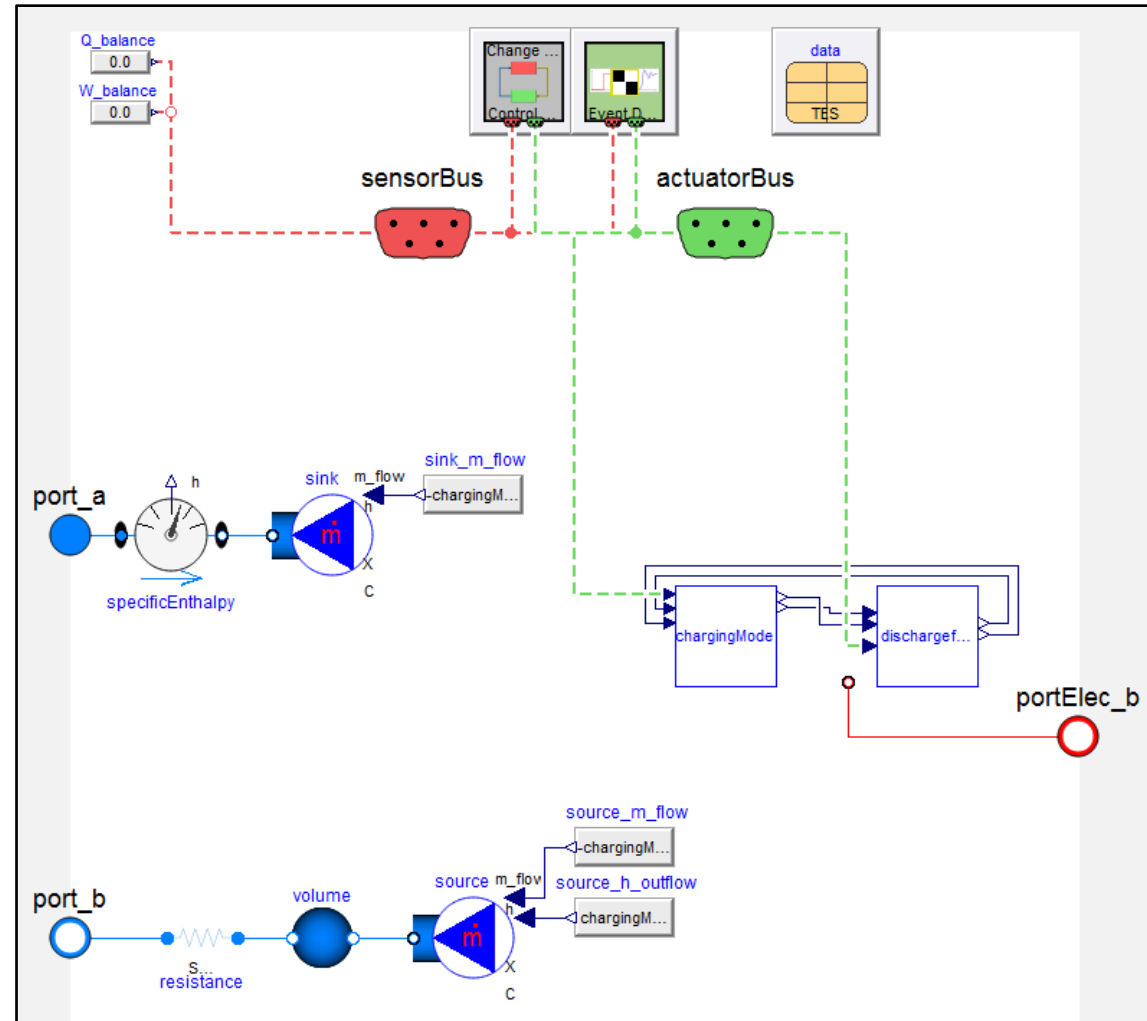 Q_balance
0.0
W_balance
0.0
Change ...
Control ...
Event D...
data
TES
sensorBus
actuatorBus
port_a
h
specificEnthalpy
sink
m_flow
h
ṁ
X
C
sink_m_flow
-chargingM...
chargingMode
dischargef...
portElec_b
port_b
S...
resistance
volume
source
m_flow
h
ṁ
X
C
source_m_flow
-chargingM...
source_h_outflow
chargingM...